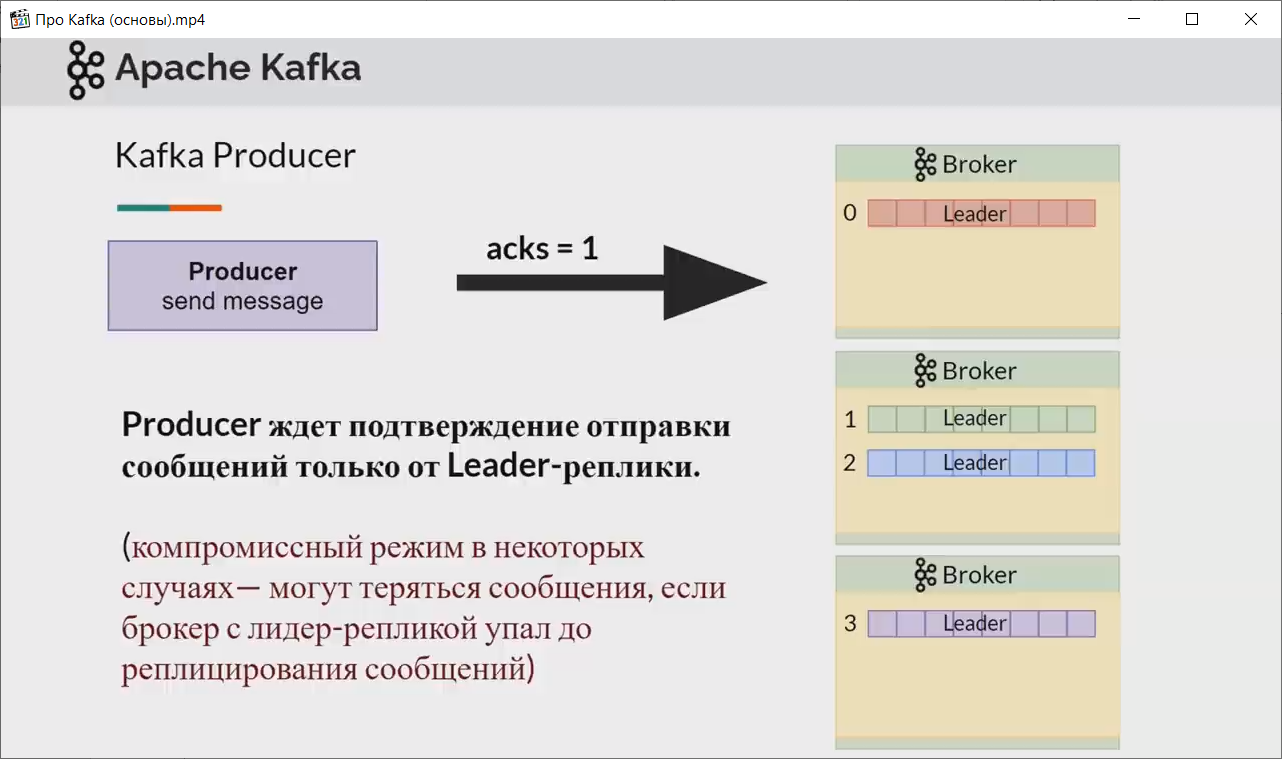 Про Kafka (основы).mp4
Apache Kafka
Kafka Producer
Producer
send message
acks = 1
Producer ждет подтверждение отправки
сообщений только от Leader-реплики.
(компромиссный режим в некоторых
случаях— могут теряться сообщения, если
брокер с лидер-репликой упал до
реплицирования сообщений)
Broker
0 Leader
Broker
1 Leader
2 Leader
Broker
3 Leader